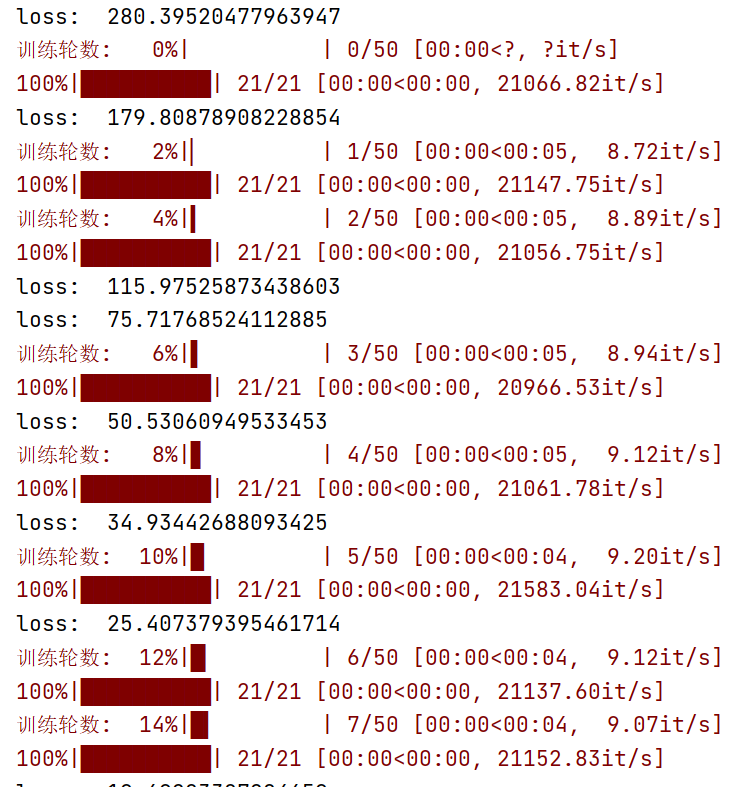 loss:  280.39520477963947
训练轮数:   0%|          | 0/50 [00:00<?, ?it/s]
100%|██████████| 21/21 [00:00<00:00, 21066.82it/s]
loss:  179.80878908228854
训练轮数:   2%|▏         | 1/50 [00:00<00:05,  8.72it/s]
100%|██████████| 21/21 [00:00<00:00, 21147.75it/s]
训练轮数:   4%|▍         | 2/50 [00:00<00:05,  8.89it/s]
100%|██████████| 21/21 [00:00<00:00, 21056.75it/s]
loss:  115.97525873438603
loss:  75.71768524112885
训练轮数:   6%|▌         | 3/50 [00:00<00:05,  8.94it/s]
100%|██████████| 21/21 [00:00<00:00, 20966.53it/s]
loss:  50.53060949533453
训练轮数:   8%|▊         | 4/50 [00:00<00:05,  9.12it/s]
100%|██████████| 21/21 [00:00<00:00, 21061.78it/s]
loss:  34.93442688093425
训练轮数:  10%|█         | 5/50 [00:00<00:04,  9.20it/s]
100%|██████████| 21/21 [00:00<00:00, 21583.04it/s]
loss:  25.407379395461714
训练轮数:  12%|█▏        | 6/50 [00:00<00:04,  9.12it/s]
100%|██████████| 21/21 [00:00<00:00, 21137.60it/s]
训练轮数:  14%|█▍        | 7/50 [00:00<00:04,  9.07it/s]
100%|██████████| 21/21 [00:00<00:00, 21152.83it/s]
loss: